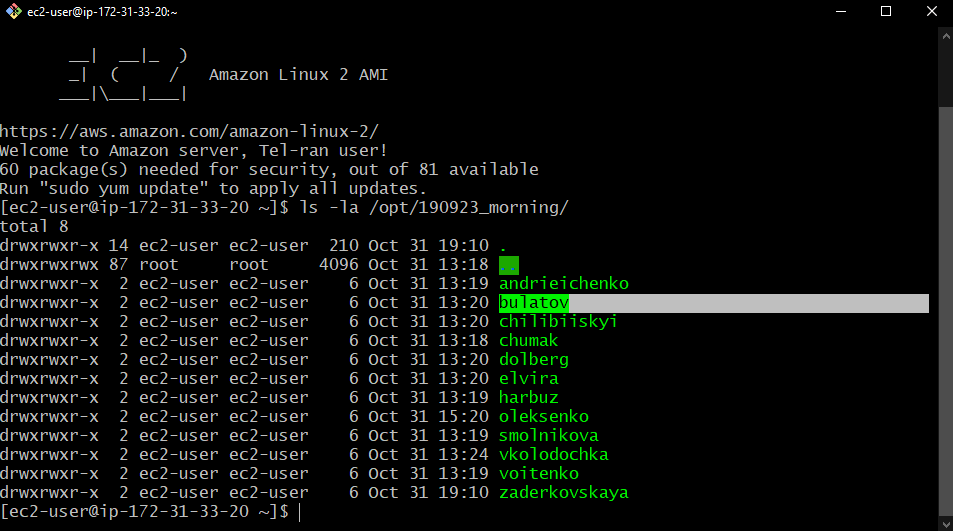 ec2-user@ip-172-31-33-20:~
__|  __|_  )
_|  (     /   Amazon Linux 2 AMI
___|\___|___|
https://aws.amazon.com/amazon-linux-2/
Welcome to Amazon server, Tel-ran user!
60 package(s) needed for security, out of 81 available
Run "sudo yum update" to apply all updates.
[ec2-user@ip-172-31-33-20 ~]$ ls -la /opt/190923_morning/
total 8
drwxrwxr-x 14 ec2-user ec2-user  210 Oct 31 19:10 .
drwxrwxrwx 87 root     root     4096 Oct 31 13:18 ..
drwxrwxr-x  2 ec2-user ec2-user    6 Oct 31 13:19 andrieichenko
drwxrwxr-x  2 ec2-user ec2-user    6 Oct 31 13:20 bulatov
drwxrwxr-x  2 ec2-user ec2-user    6 Oct 31 13:20 chilibiiskyi
drwxrwxr-x  2 ec2-user ec2-user    6 Oct 31 13:18 chumak
drwxrwxr-x  2 ec2-user ec2-user    6 Oct 31 13:20 dolberg
drwxrwxr-x  2 ec2-user ec2-user    6 Oct 31 13:20 elvira
drwxrwxr-x  2 ec2-user ec2-user    6 Oct 31 13:19 harbuz
drwxrwxr-x  2 ec2-user ec2-user    6 Oct 31 15:20 oleksenko
drwxrwxr-x  2 ec2-user ec2-user    6 Oct 31 13:19 smolnikova
drwxrwxr-x  2 ec2-user ec2-user    6 Oct 31 13:24 vkolodochka
drwxrwxr-x  2 ec2-user ec2-user    6 Oct 31 13:19 voitenko
drwxrwxr-x  2 ec2-user ec2-user    6 Oct 31 19:10 zaderkovskaya
[ec2-user@ip-172-31-33-20 ~]$